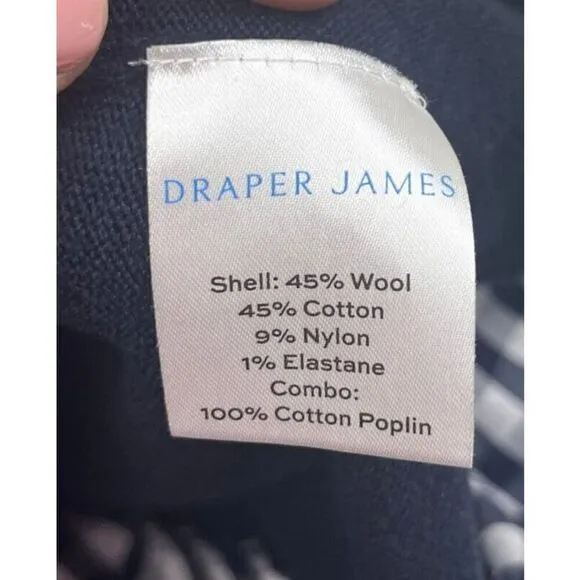 DRAPER JAMES
Shell: 45% Wool
45% Cotton
9% Nylon
1% Elastane
Combo:
100% Cotton Poplin